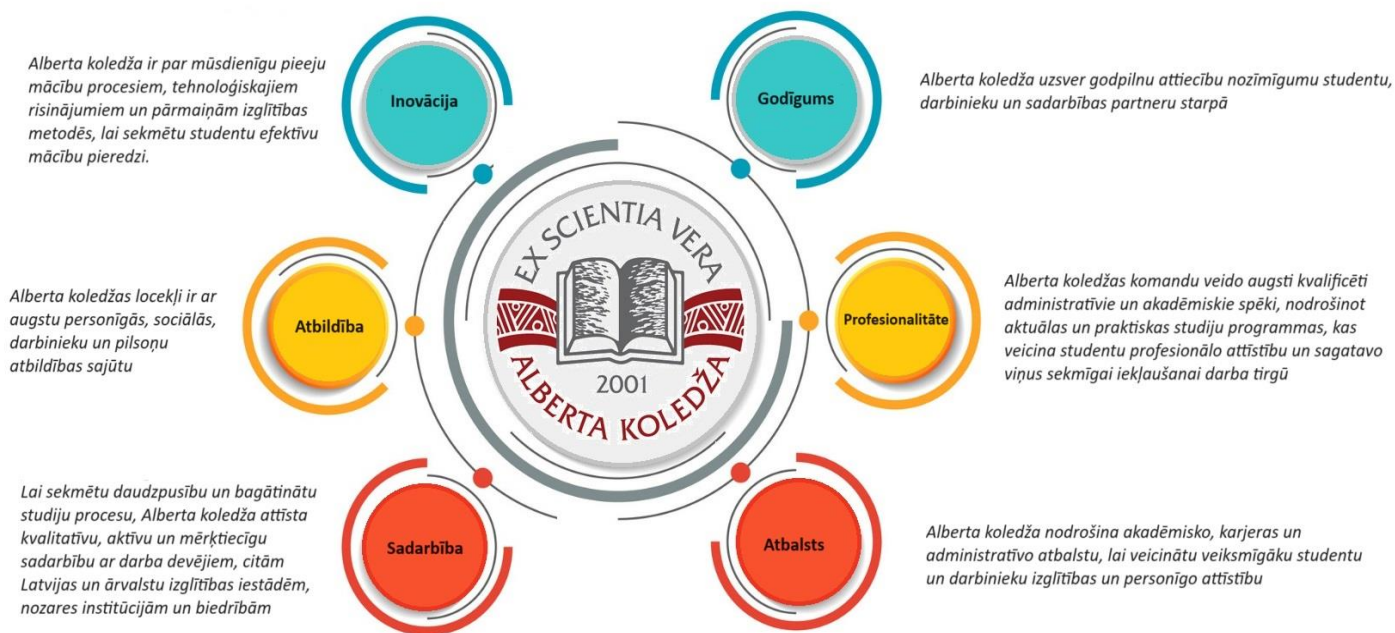 Inovācija
Alberta koledža ir par mūsdienīgu pieeju
mācību procesiem, tehnoloģiskajiem
risinājumiem un pārmaiņām izglītības
metodēs, lai sekmētu studentu efektīvu
mācību pieredzi.
Godīgums
Alberta koledža uzsver godpilnu attiecību nozīmīgumu studentu,
darbinieku un sadarbības partneru starpā
EX SCIENTIA VERA
2001
ALBERTA KOLEDŽA
Atbildība
Alberta koledžas locekļi ir ar
augstu personīgās, sociālās,
darbinieku un pilsoņu
atbildības sajūtu
Profesionalitāte
Alberta koledžas komandu veido augsti kvalificēti
administratīvie un akadēmiskie spēki, nodrošinot
aktuālas un praktiskas studiju programmas, kas
veicina studentu profesionālo attīstību un sagatavo
viņus sekmīgai iekļaušanai darba tirgū
Sadarbība
Lai sekmētu daudzpusību un bagātinātu
studiju procesu, Alberta koledža attīsta
kvalitatīvu, aktīvu un mērķtiecīgu
sadarbību ar darba devējiem, citām
Latvijas un ārvalstu izglītības iestādēm,
nozares institūcijām un biedrībām
Atbalsts
Alberta koledža nodrošina akadēmisko, karjeras un
administratīvo atbalstu, lai veicinātu veiksmīgāku studentu
un darbinieku izglītības un personīgo attīstību